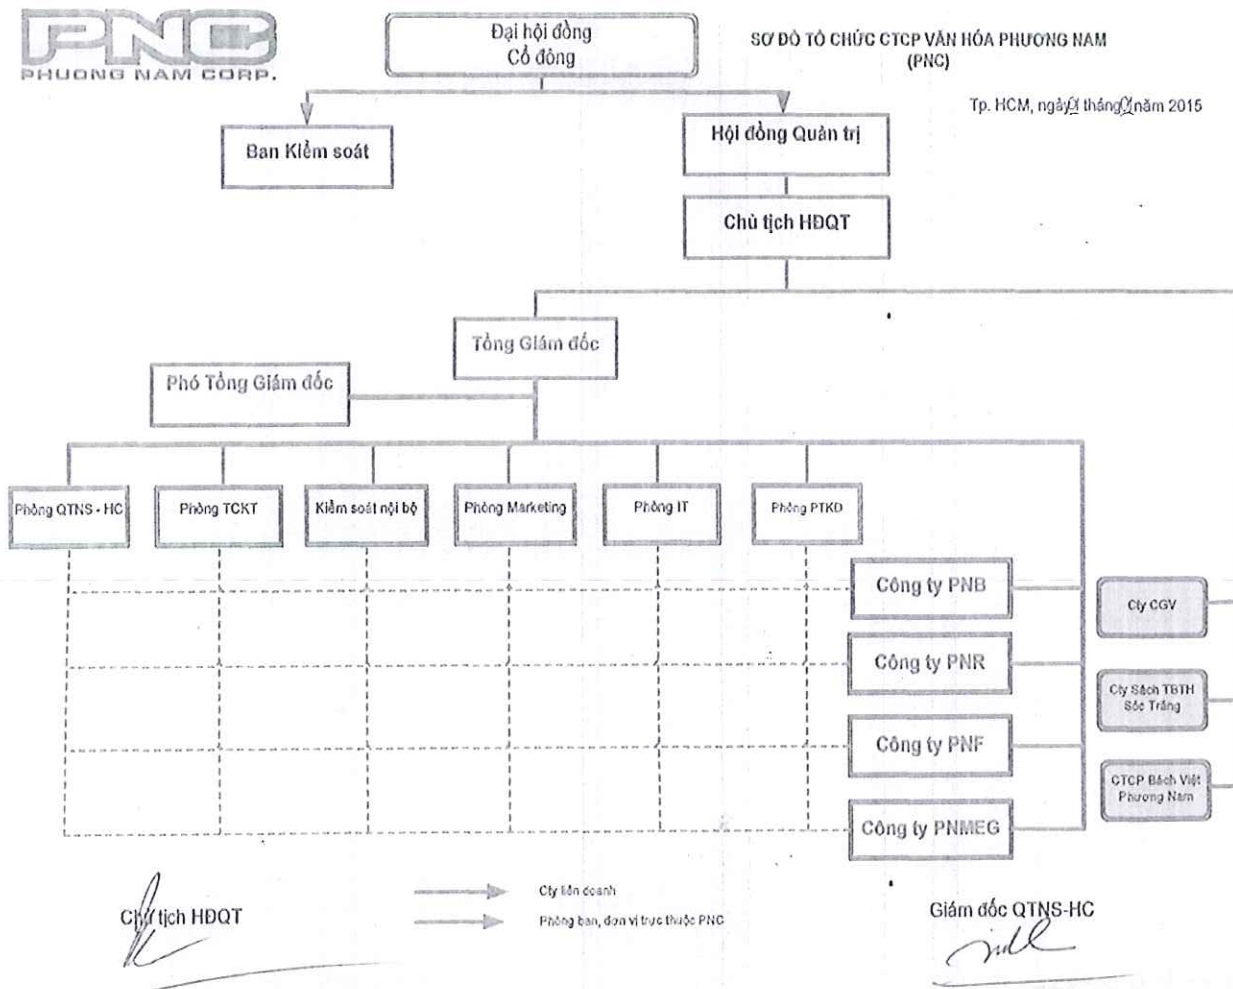 PNC
PHUONG NAM CORP.
Đại hội đồng
Cổ đông
SƠ ĐỒ TỔ CHỨC CTCP VĂN HÓA PHƯƠNG NAM
(PNC)
Tp. HCM, ngày tháng năm 2015
Ban Kiểm soát
Hội đồng Quản trị
Chủ tịch HĐQT
Tổng Giám đốc
Phó Tổng Giám đốc
Phòng QTNS - HC
Phòng TCKT
Kiểm soát nội bộ
Phòng Marketing
Phòng IT
Phòng PTKD
Công ty PNB
Cty CGV
Công ty PNR
Cty Sách TBTH
Sóc Trăng
Công ty PNF
CTCP Bách Việt
Phương Nam
Công ty PNMEG
Cty liên doanh
Phòng ban, đơn vị trực thuộc PNC
Chủ tịch HĐQT
Giám đốc QTNS-HC